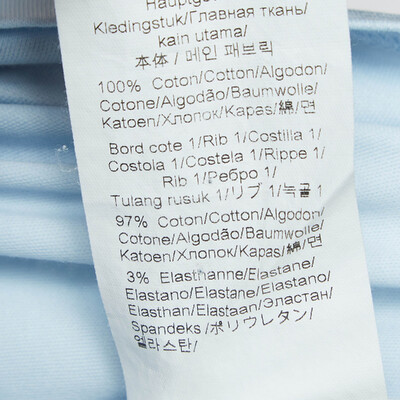 Kledingstuk/Главная ткань/
kain utama/
本体/ 메인 패브릭
100% Coton/Cotton/Algodon/
Cotone/Algodão/Baumwolle/
Katoen/Хлопок/Kapas/綿/면
Bord cote 1/Rib 1/Costilla 1/
Costola 1/Costela 1/Rippe 1/
Rib 1/Ребро 1/
Tulang rusuk 1/リブ 1/늑골 1
97% Coton/Cotton/Algodon/
Cotone/Algodão/Baumwolle/
Katoen/Хлопок/Kapas/綿/면
3% Elasthanne/Elastane/
Elastano/Elastane/Elastano/
Elasthan/Elastaan/Эластан/
Spandeks/ポリウレタン/
엘라스탄/